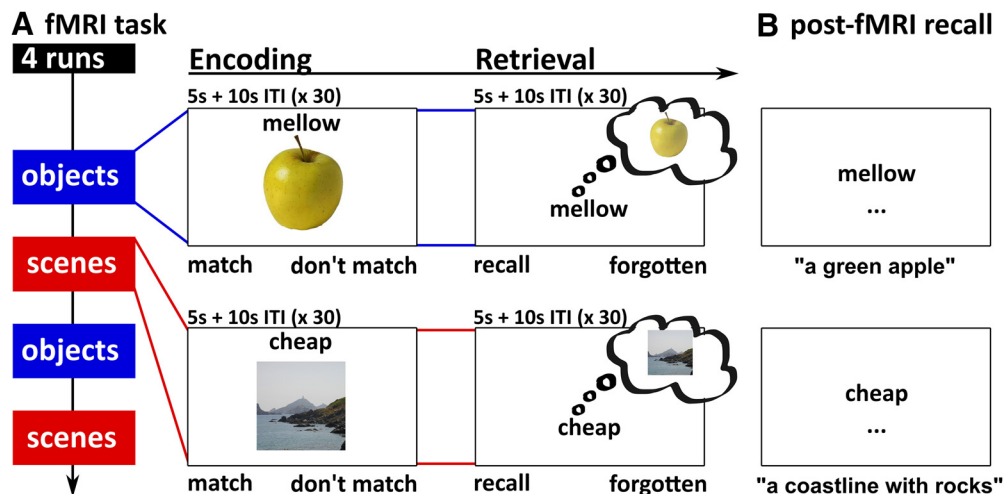 A fMRI task
4 runs
objects
scenes
objects
scenes
Encoding
Retrieval
5s + 10s ITI (x 30)
mellow
match don't match
5s + 10s ITI (x 30)
mellow
recall forgotten
5s + 10s ITI (x 30)
cheap
match don't match
5s + 10s ITI (x 30)
cheap
recall forgotten
B post-fMRI recall
mellow
...
"a green apple"
cheap
...
"a coastline with rocks"